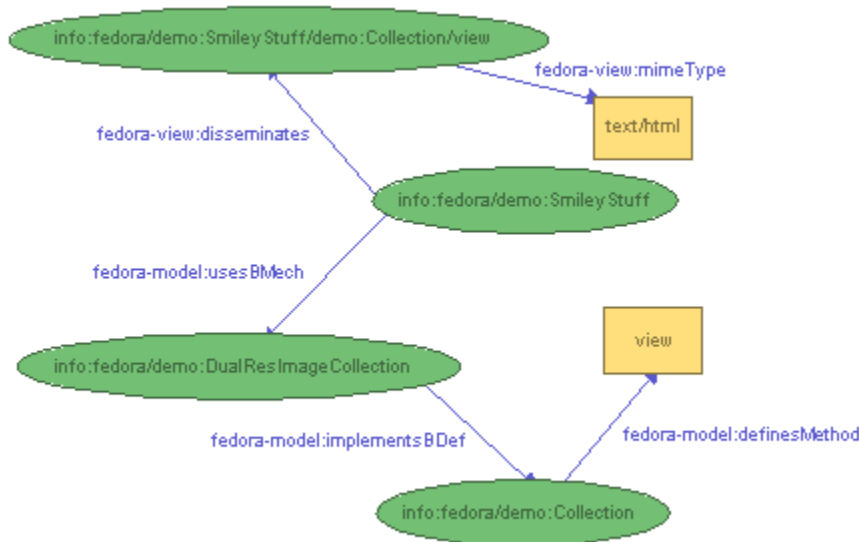 info:fedora/demo:SmileyStuff/demo:Collection/view
fedora-view:mimeType
text/html
fedora-view:disseminates
info:fedora/demo:SmileyStuff
fedora-model:usesBMech
view
info:fedora/demo:DualResImageCollection
fedora-model:implementsBDef
fedora-model:definesMethod
info:fedora/demo:Collection